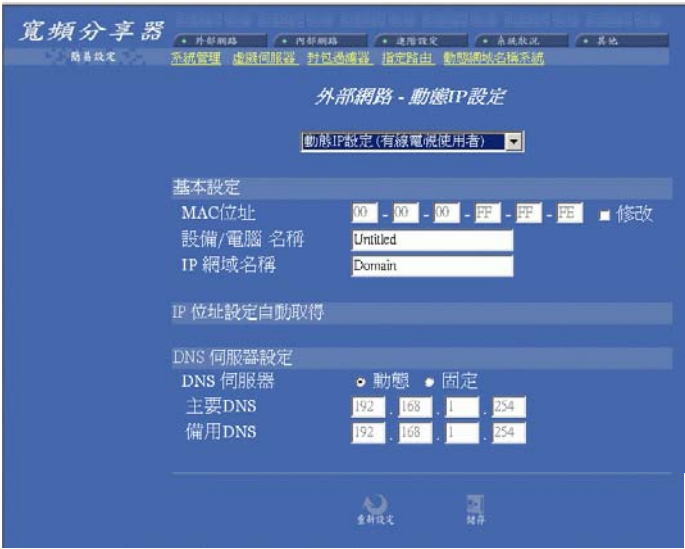 寬頻分享器
• 外部網路 • 內部網路 • 進階設定 • 系統狀況 • 其他
簡易設定
系統管理 虛擬伺服器 封包過濾器 指定路由 動態網域名稱系統
外部網路 - 動態IP設定
動態IP設定(有線電視使用者)
基本設定
MAC位址 00 - 00 - 00 - FF - FF - FE 修改
設備/電腦 名稱 Untitled
IP 網域名稱 Domain
IP 位址設定自動取得
DNS 伺服器設定
DNS 伺服器 動態 固定
主要DNS 192 . 168 . 1 . 254
備用DNS 192 . 168 . 1 . 254
重新設定 儲存